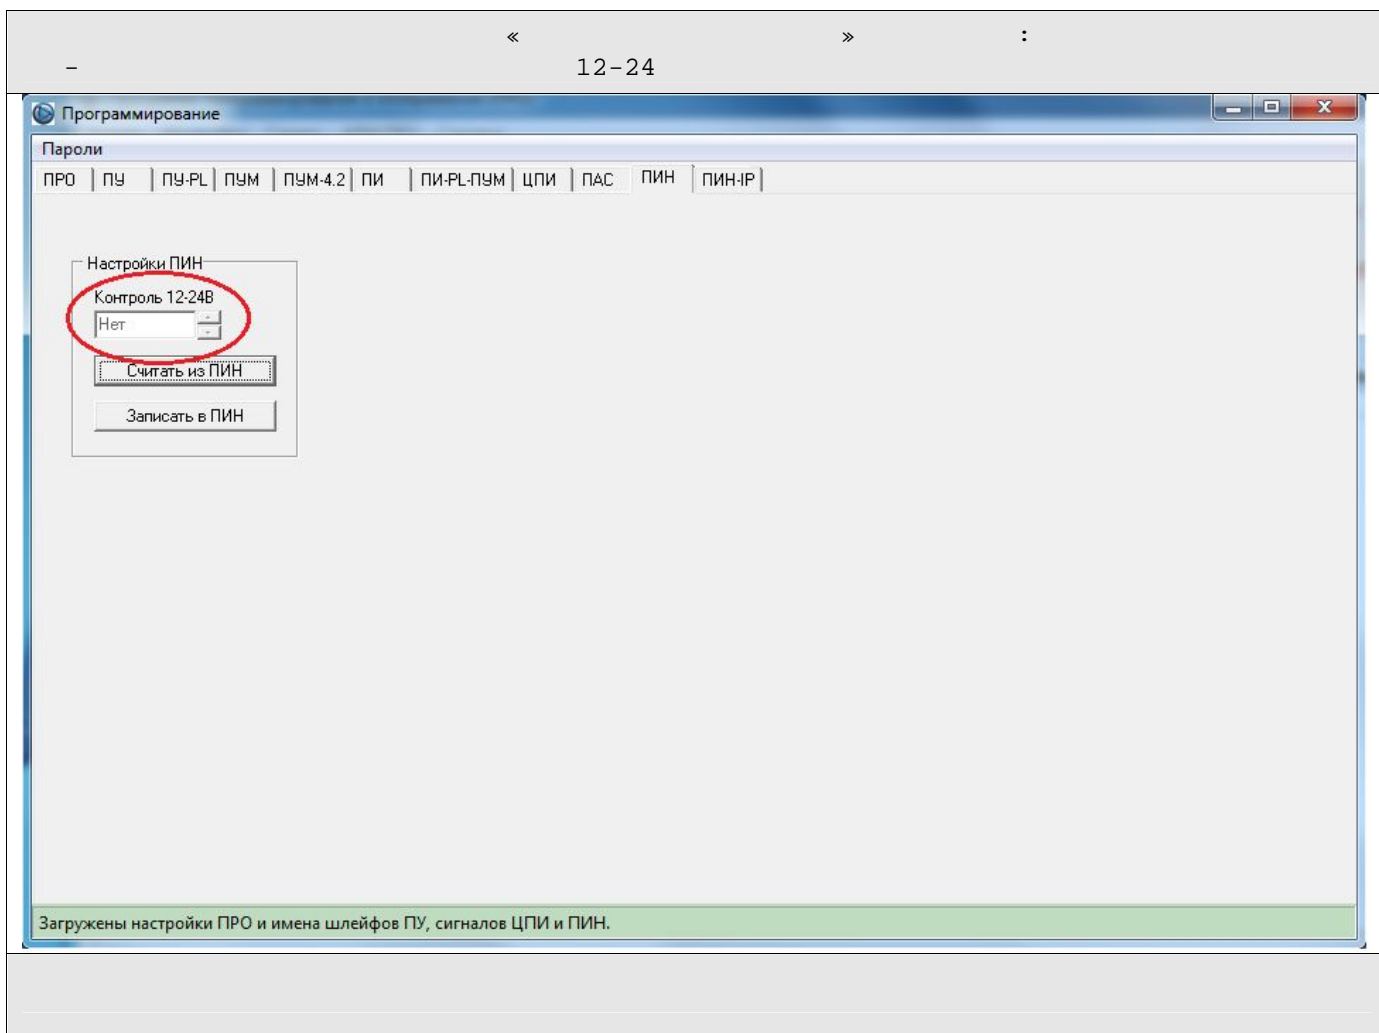 « » :
- 12-24
Программирование
Пароли
ПРО ПУ ПУ-PL ПУМ ПУМ-4.2 ПИ ПИ-PL-ПУМ ЦПИ ПАС ПИН ПИН-IP
Настройки ПИН
Контроль 12-24В
Нет
Считать из ПИН
Записать в ПИН
Загружены настройки ПРО и имена шлейфов ПУ, сигналов ЦПИ и ПИН.